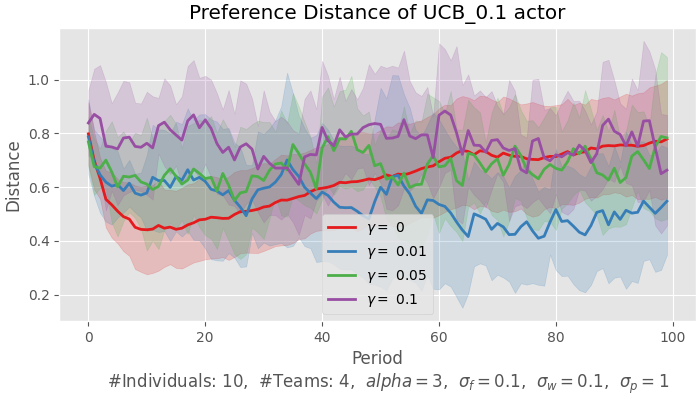 Preference Distance of UCB_0.1 actor
Distance
1.0
0.8
0.6
0.4
0.2
γ = 0
γ = 0.01
γ = 0.05
γ = 0.1
0 20 40 60 80 100
Period
#Individuals: 10, #Teams: 4, alpha = 3, σ_f = 0.1, σ_w = 0.1, σ_p = 1